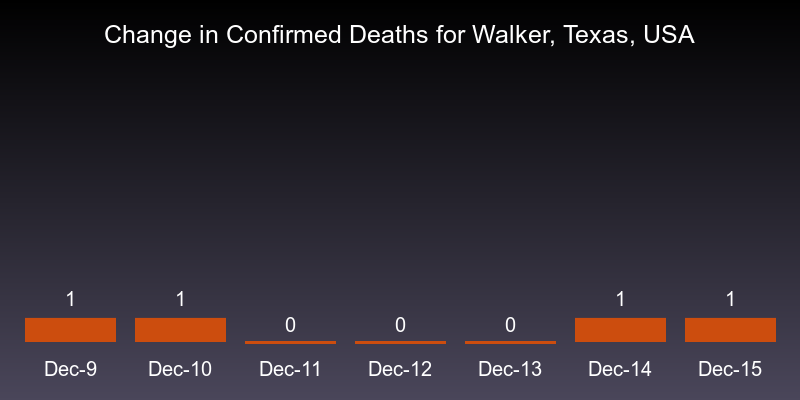 Change in Confirmed Deaths for Walker, Texas, USA
1 1 0 0 0 1 1
Dec-9 Dec-10 Dec-11 Dec-12 Dec-13 Dec-14 Dec-15